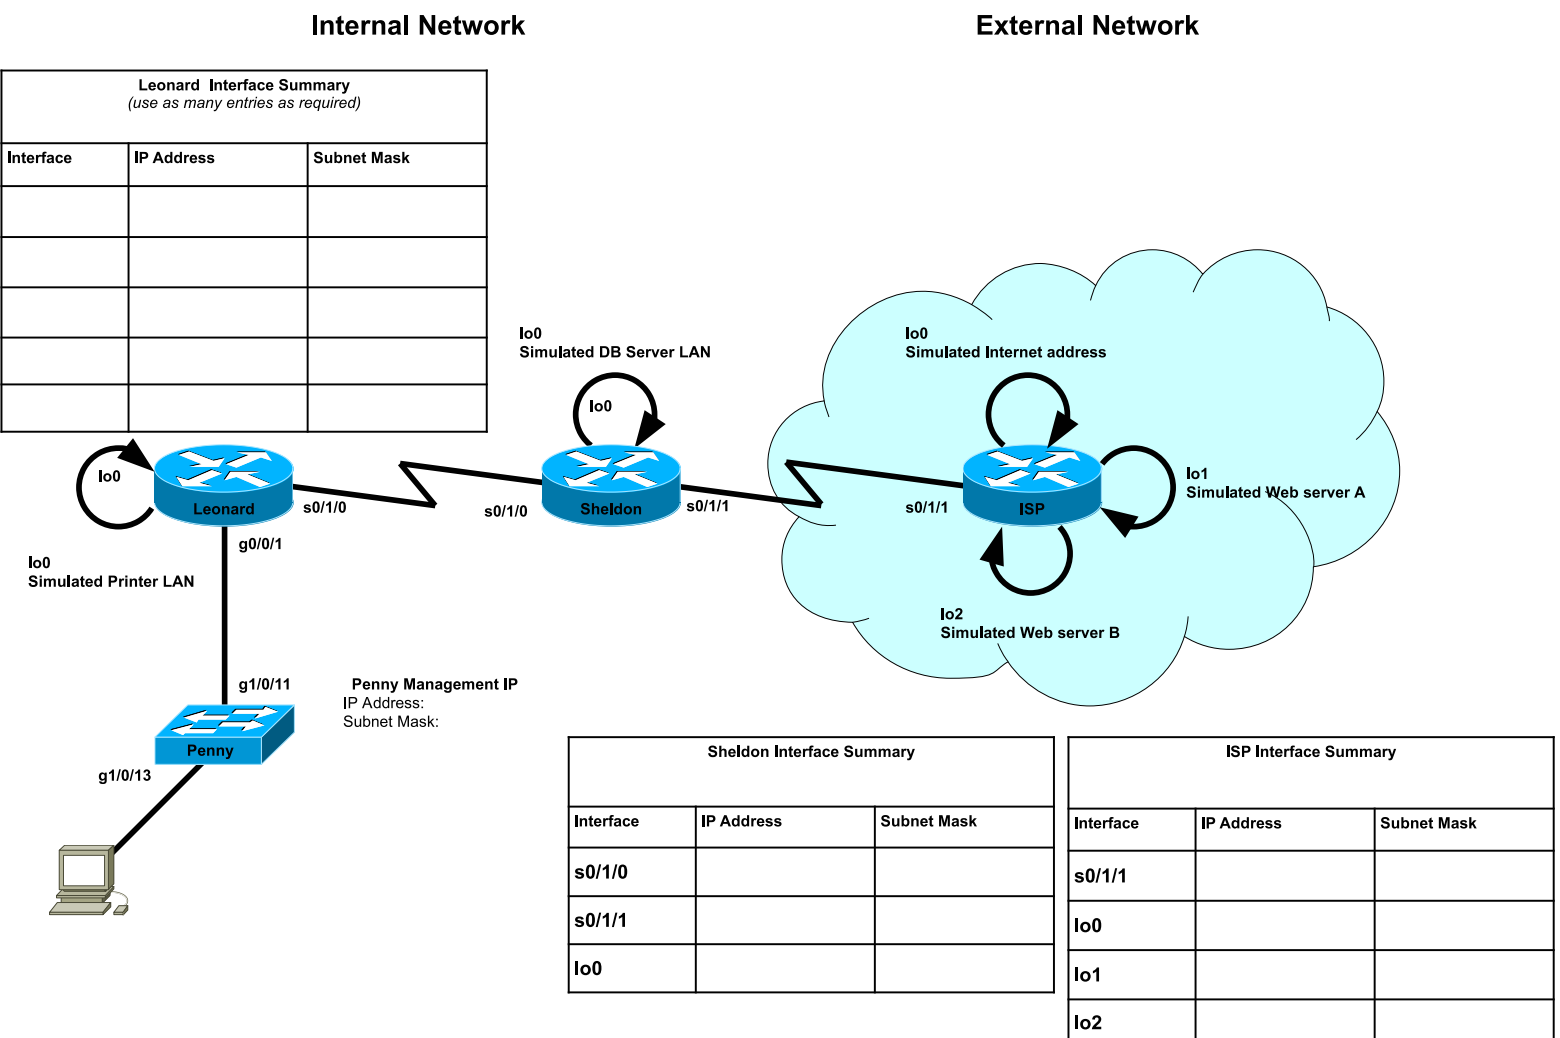 Internal Network
External Network
Leonard Interface Summary
(use as many entries as required)
Interface
IP Address
Subnet Mask
lo0
Simulated DB Server LAN
lo0
lo0
Simulated Internet address
lo0
Leonard
s0/1/0
s0/1/0
Sheldon
s0/1/1
s0/1/1
ISP
lo1
Simulated Web server A
g0/0/1
lo0
Simulated Printer LAN
lo2
Simulated Web server B
g1/0/11
Penny Management IP
IP Address:
Subnet Mask:
Penny
g1/0/13
Sheldon Interface Summary
Interface
IP Address
Subnet Mask
s0/1/0
s0/1/1
lo0
ISP Interface Summary
Interface
IP Address
Subnet Mask
s0/1/1
lo0
lo1
lo2